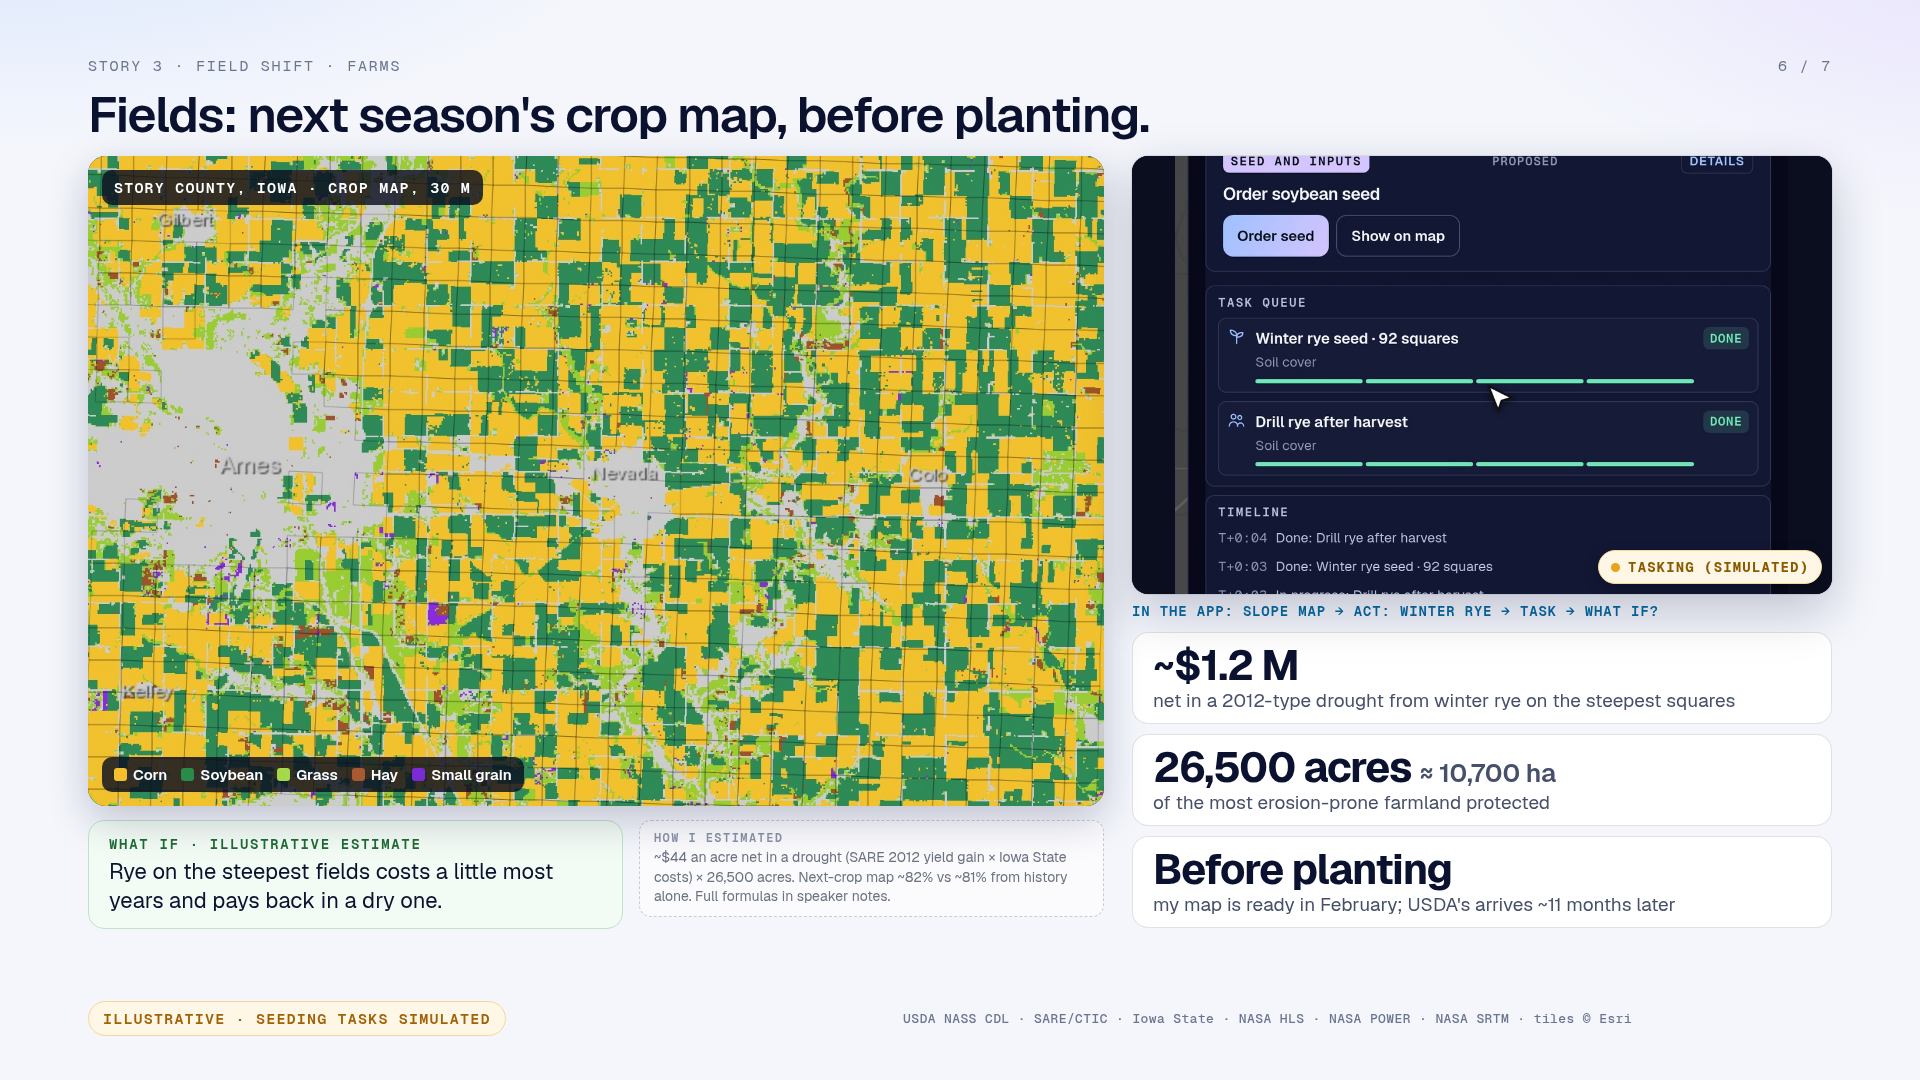 STORY 3 · FIELD SHIFT · FARMS
6 / 7
Fields: next season's crop map, before planting.
STORY COUNTY, IOWA · CROP MAP, 30 M
Gilbert
Ames
Nevada
Colo
Kelley
Corn
Soybean
Grass
Hay
Small grain
SEED AND INPUTS
PROPOSED
DETAILS
Order soybean seed
Order seed
Show on map
TASK QUEUE
Winter rye seed · 92 squares
DONE
Soil cover
Drill rye after harvest
DONE
Soil cover
TIMELINE
T+0:04 Done: Drill rye after harvest
T+0:03 Done: Winter rye seed · 92 squares
TASKING (SIMULATED)
IN THE APP: SLOPE MAP → ACT: WINTER RYE → TASK → WHAT IF?
~$1.2 M
net in a 2012-type drought from winter rye on the steepest squares
26,500 acres ≈ 10,700 ha
of the most erosion-prone farmland protected
Before planting
my map is ready in February; USDA's arrives ~11 months later
WHAT IF · ILLUSTRATIVE ESTIMATE
Rye on the steepest fields costs a little most
years and pays back in a dry one.
HOW I ESTIMATED
~$44 an acre net in a drought (SARE 2012 yield gain × Iowa State
costs) × 26,500 acres. Next-crop map ~82% vs ~81% from history
alone. Full formulas in speaker notes.
ILLUSTRATIVE · SEEDING TASKS SIMULATED
USDA NASS CDL · SARE/CTIC · Iowa State · NASA HLS · NASA POWER · NASA SRTM · tiles © Esri